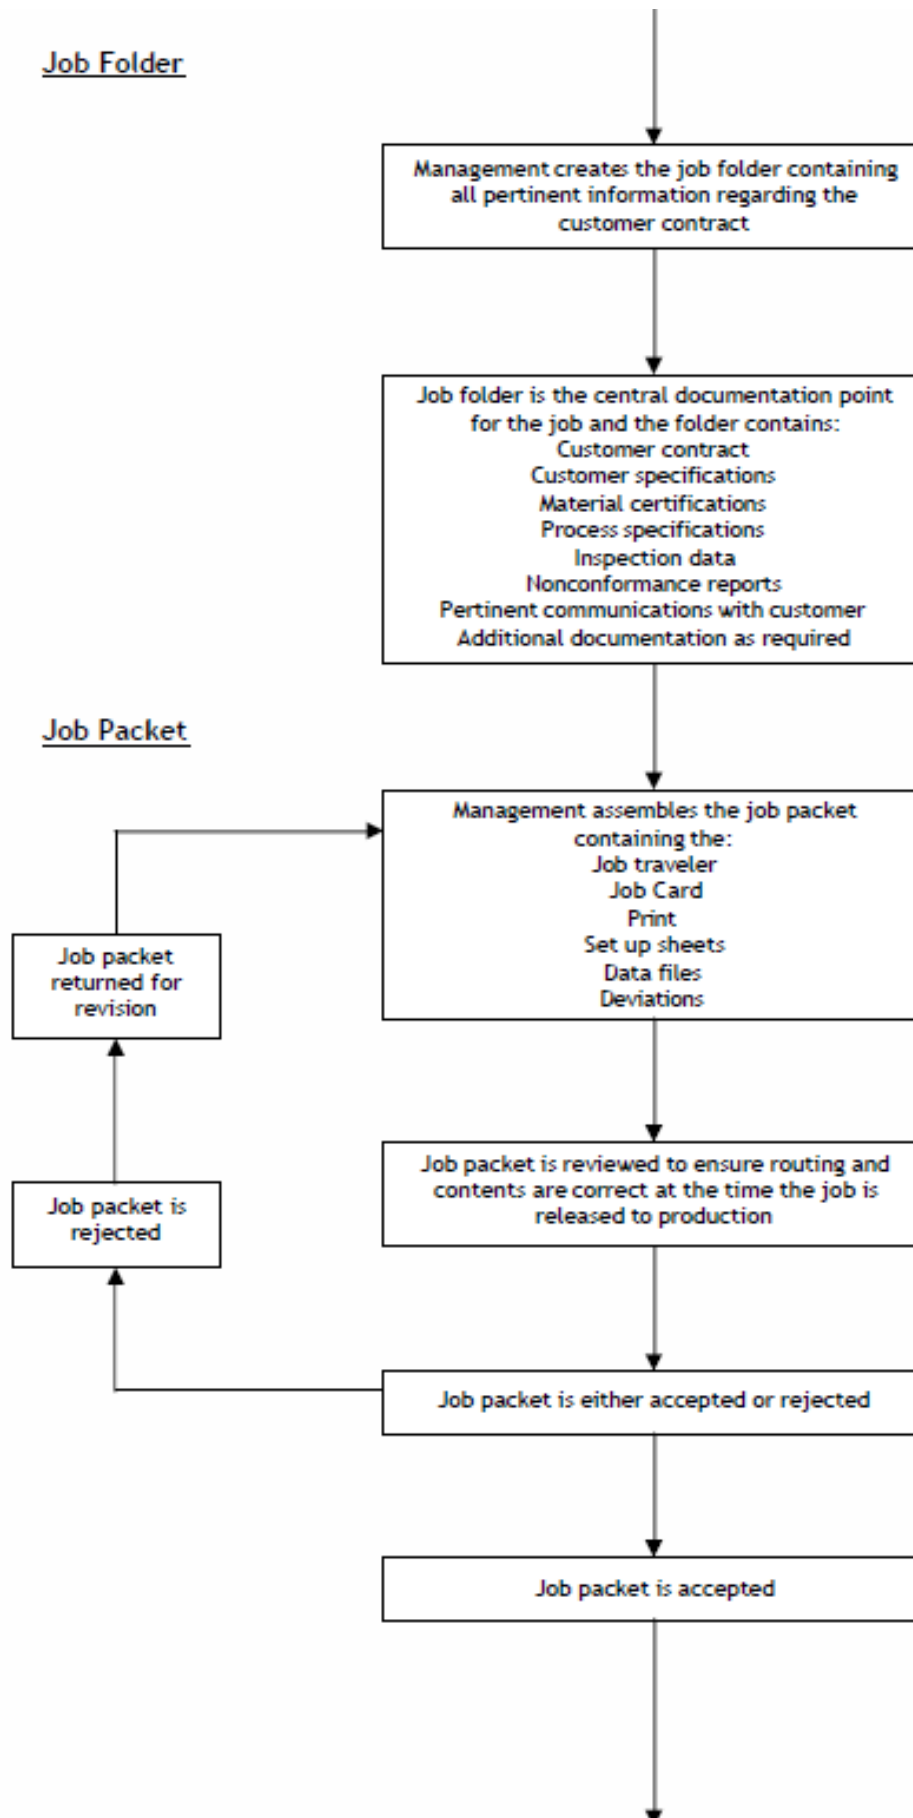 Job Folder
Management creates the job folder containing
all pertinent information regarding the
customer contract
Job folder is the central documentation point
for the job and the folder contains:
Customer contract
Customer specifications
Material certifications
Process specifications
Inspection data
Nonconformance reports
Pertinent communications with customer
Additional documentation as required
Job Packet
Management assembles the job packet
containing the:
Job traveler
Job Card
Print
Set up sheets
Data files
Deviations
Job packet
returned for
revision
Job packet is reviewed to ensure routing and
contents are correct at the time the job is
released to production
Job packet is
rejected
Job packet is either accepted or rejected
Job packet is accepted